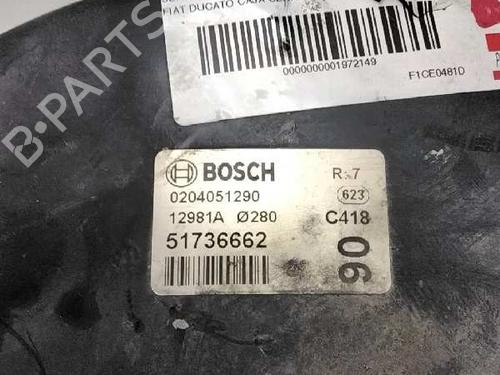 FIAT DUCATO CAJA
0000000001972149
F1CE0481D
BOSCH
R. 7
0204051290
623
12981A Ø280
C418
51736662
90
B-PARTS